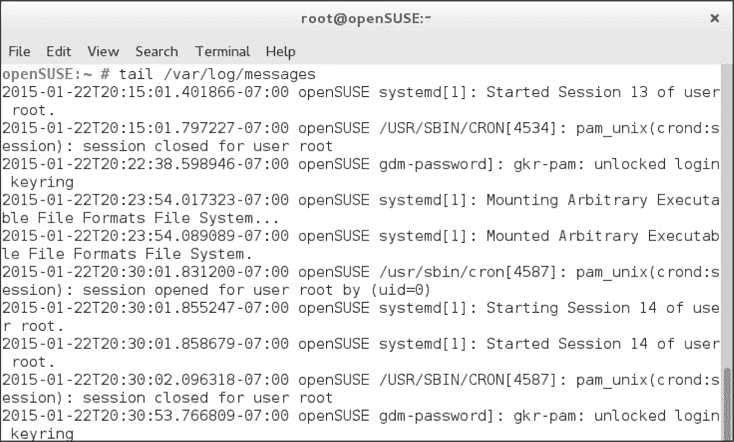 root@openSUSE:~ ×
File Edit View Search Terminal Help
openSUSE:~ # tail /var/log/messages
2015-01-22T20:15:01.401866-07:00 openSUSE systemd[1]: Started Session 13 of user
 root.
2015-01-22T20:15:01.797227-07:00 openSUSE /USR/SBIN/CRON[4534]: pam_unix(crond:s
ession): session closed for user root
2015-01-22T20:22:38.598946-07:00 openSUSE gdm-password]: gkr-pam: unlocked login
 keyring
2015-01-22T20:23:54.017323-07:00 openSUSE systemd[1]: Mounting Arbitrary Executa
ble File Formats File System...
2015-01-22T20:23:54.089089-07:00 openSUSE systemd[1]: Mounted Arbitrary Executab
le File Formats File System.
2015-01-22T20:30:01.831200-07:00 openSUSE /usr/sbin/cron[4587]: pam_unix(crond:s
ession): session opened for user root by (uid=0)
2015-01-22T20:30:01.855247-07:00 openSUSE systemd[1]: Starting Session 14 of use
r root.
2015-01-22T20:30:01.858679-07:00 openSUSE systemd[1]: Started Session 14 of user
 root.
2015-01-22T20:30:02.096318-07:00 openSUSE /USR/SBIN/CRON[4587]: pam_unix(crond:s
ession): session closed for user root
2015-01-22T20:30:53.766809-07:00 openSUSE gdm-password]: gkr-pam: unlocked login
 keyring